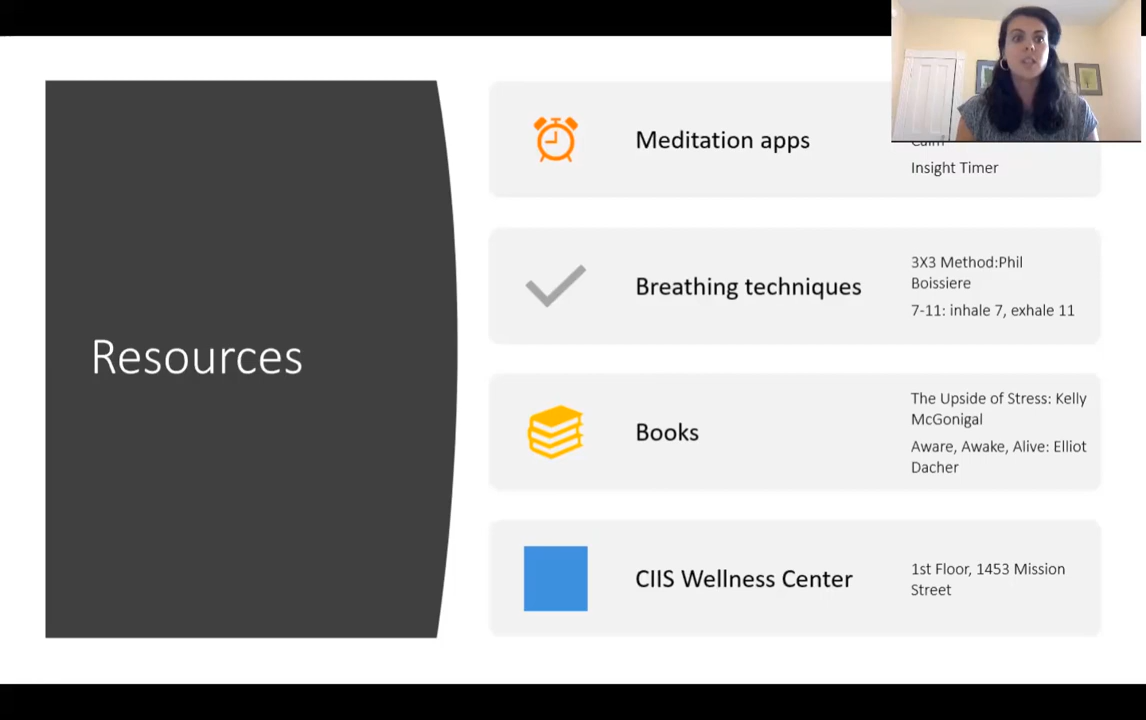 Resources
Meditation apps
Calm
Insight Timer
Breathing techniques
3X3 Method:Phil
Boissiere
7-11: inhale 7, exhale 11
Books
The Upside of Stress: Kelly
McGonigal
Aware, Awake, Alive: Elliot
Dacher
CIIS Wellness Center
1st Floor, 1453 Mission
Street